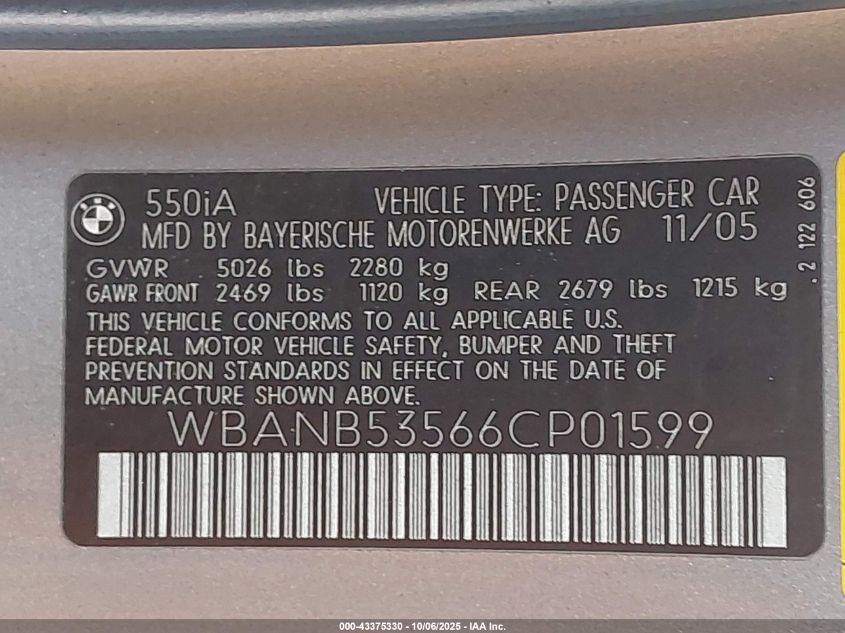 550iA VEHICLE TYPE: PASSENGER CAR
MFD BY BAYERISCHE MOTORENWERKE AG 11/05
GVWR 5026 lbs 2280 kg
GAWR FRONT 2469 lbs 1120 kg REAR 2679 lbs 1215 kg
THIS VEHICLE CONFORMS TO ALL APPLICABLE U.S.
FEDERAL MOTOR VEHICLE SAFETY, BUMPER AND THEFT
PREVENTION STANDARDS IN EFFECT ON THE DATE OF
MANUFACTURE SHOWN ABOVE.
WBANB53566CP01599
.2 122 606
000-43375330 - 10/06/2025 - IAA Inc.